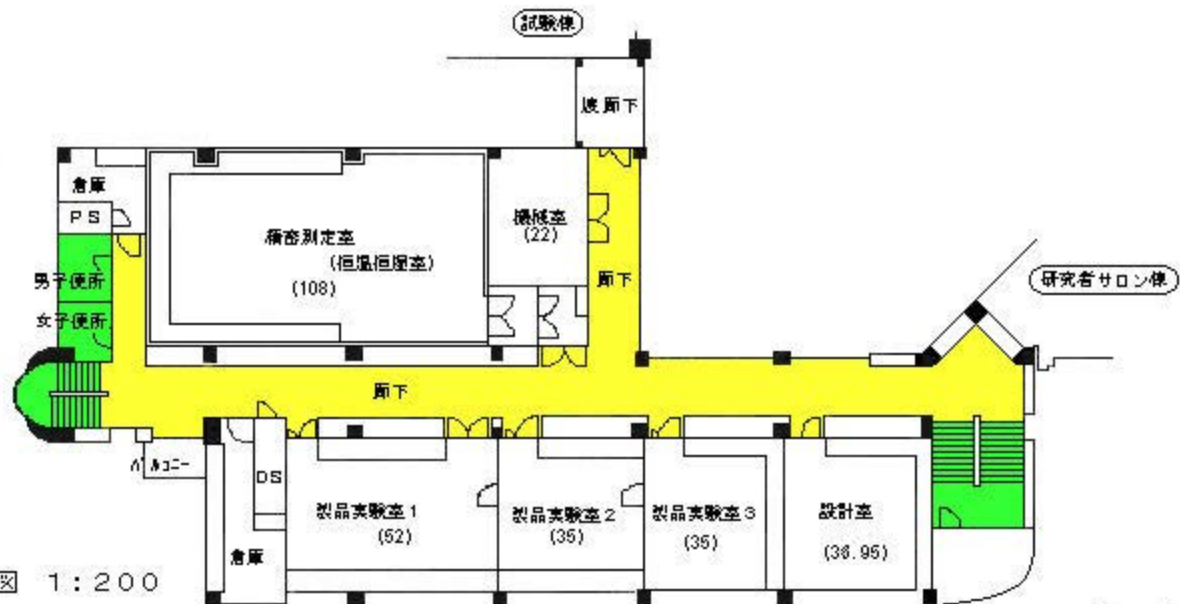 試験棟
渡廊下
倉庫
PS
精密測定室
(恒温恒湿室)
(108)
機械室
(22)
廊下
男子便所
女子便所
研究者サロン棟
廊下
バルコニー
DS
倉庫
製品実験室1
(52)
製品実験室2
(35)
製品実験室3
(35)
設計室
(36.95)
図 1:200